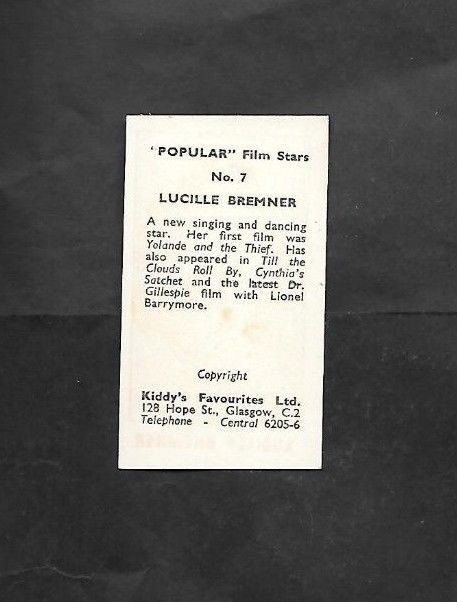 'POPULAR" Film Stars
No. 7
LUCILLE BREMNER
A new singing and dancing
star. Her first film was
Yolande and the Thief. Has
also appeared in Till the
Clouds Roll By, Cynthia's
Satchet and the latest Dr.
Gillespie film with Lionel
Barrymore.
Copyright
Kiddy's Favourites Ltd.
128 Hope St., Glasgow, C.2
Telephone - Central 6205-6